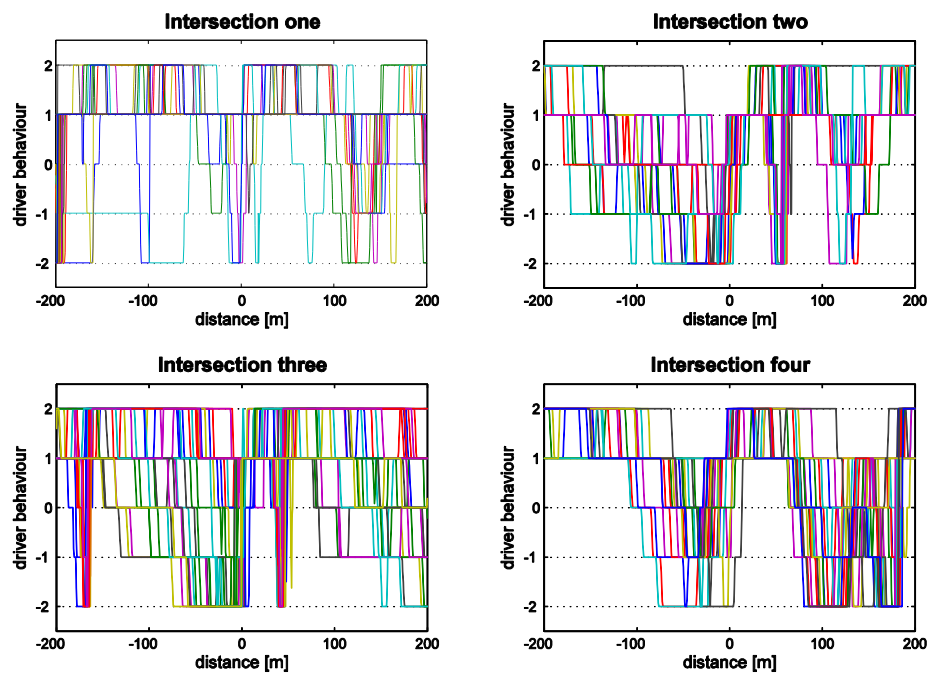 Intersection one
2
1
0
-1
-2
driver behaviour
-200 -100 0 100 200
distance [m]
Intersection two
2
1
0
-1
-2
driver behaviour
-200 -100 0 100 200
distance [m]
Intersection three
2
1
0
-1
-2
driver behaviour
-200 -100 0 100 200
distance [m]
Intersection four
2
1
0
-1
-2
driver behaviour
-200 -100 0 100 200
distance [m]